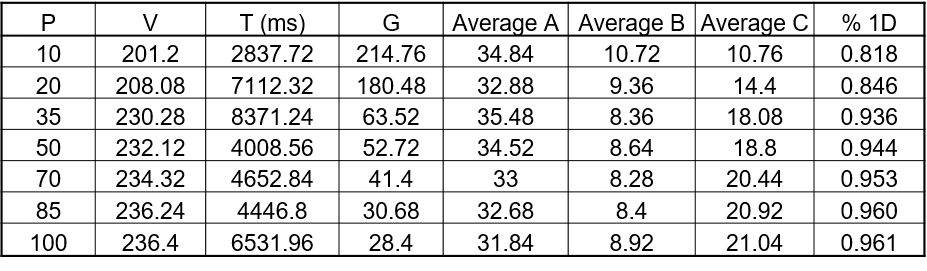 P V T (ms) G Average A Average B Average C % 1D
10 201.2 2837.72 214.76 34.84 10.72 10.76 0.818
20 208.08 7112.32 180.48 32.88 9.36 14.4 0.846
35 230.28 8371.24 63.52 35.48 8.36 18.08 0.936
50 232.12 4008.56 52.72 34.52 8.64 18.8 0.944
70 234.32 4652.84 41.4 33 8.28 20.44 0.953
85 236.24 4446.8 30.68 32.68 8.4 20.92 0.960
100 236.4 6531.96 28.4 31.84 8.92 21.04 0.961